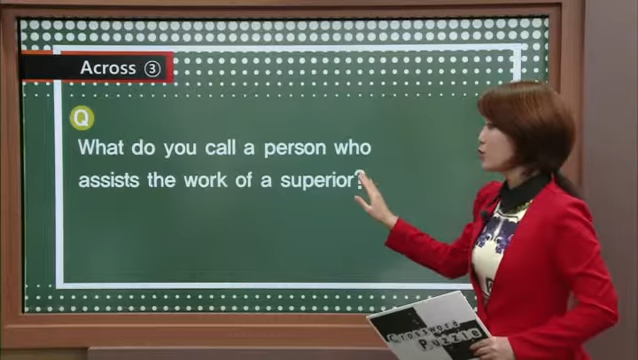 Across ③
Q
What do you call a person who
assists the work of a superior?
Crossword
Puzzle